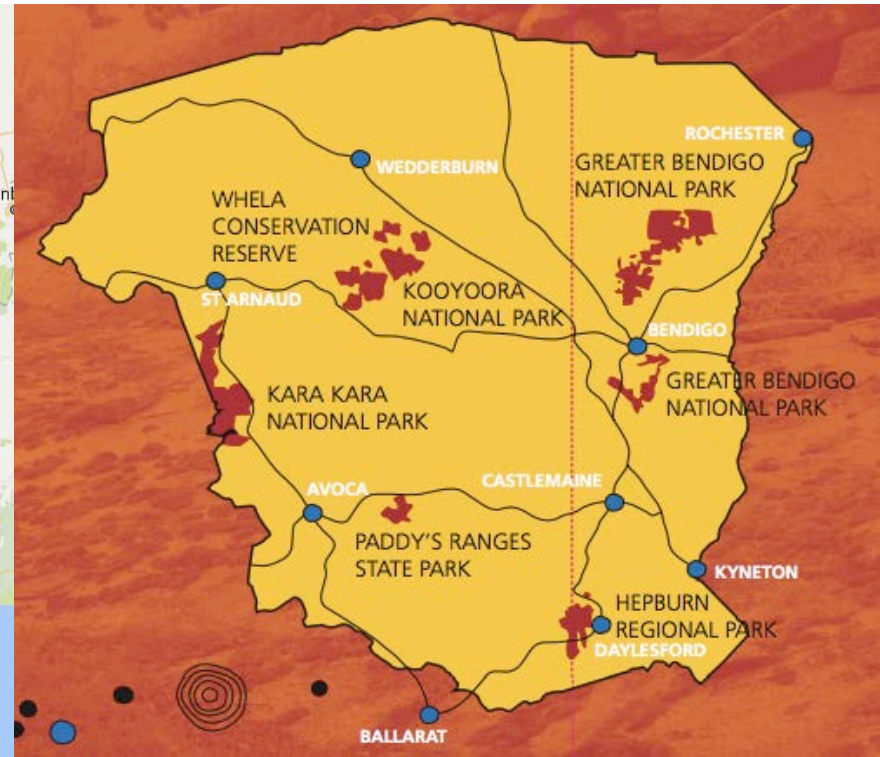 ROCHESTER
WEDDERBURN
GREATER BENDIGO
NATIONAL PARK
WHELA
CONSERVATION
RESERVE
ST ARNAUD
KOOYOORA
NATIONAL PARK
BENDIGO
GREATER BENDIGO
NATIONAL PARK
KARA KARA
NATIONAL PARK
AVOCA
CASTLEMAINE
PADDY'S RANGES
STATE PARK
KYNETON
HEPBURN
REGIONAL PARK
DAYLESFORD
BALLARAT